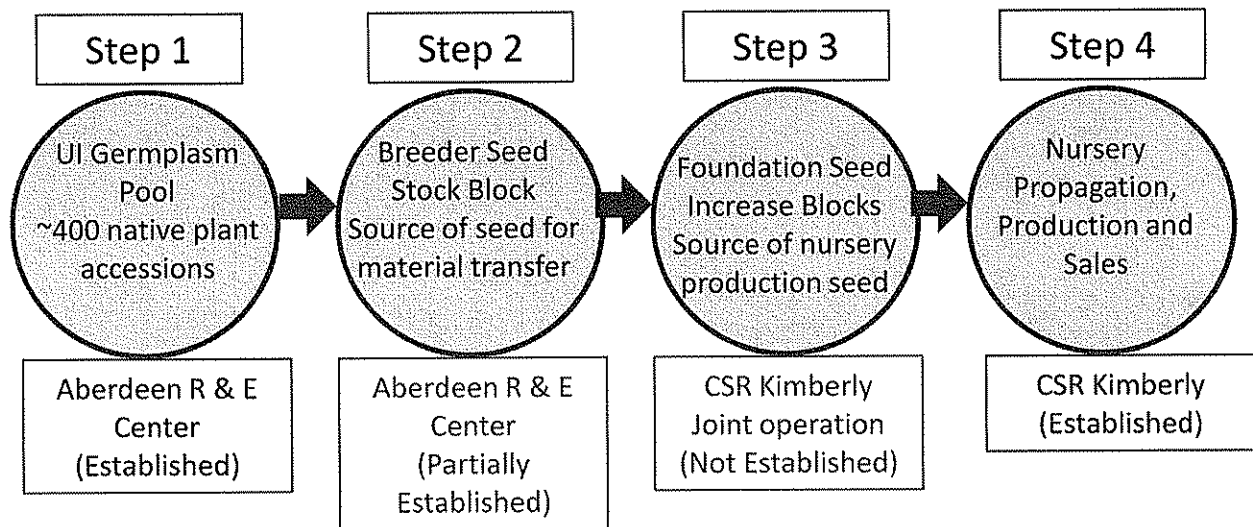 Step 1
UI Germplasm
Pool
~400 native plant
accessions
Aberdeen R & E
Center
(Established)
Step 2
Breeder Seed
Stock Block
Source of seed for
material transfer
Aberdeen R & E
Center
(Partially
Established)
Step 3
Foundation Seed
Increase Blocks
Source of nursery
production seed
CSR Kimberly
Joint operation
(Not Established)
Step 4
Nursery
Propagation,
Production and
Sales
CSR Kimberly
(Established)